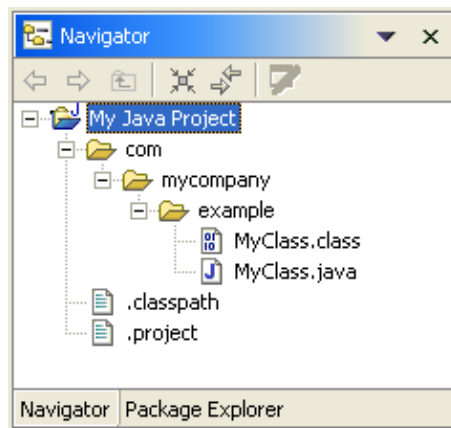 Navigator
My Java Project
com
mycompany
example
MyClass.class
MyClass.java
.classpath
.project
Navigator Package Explorer